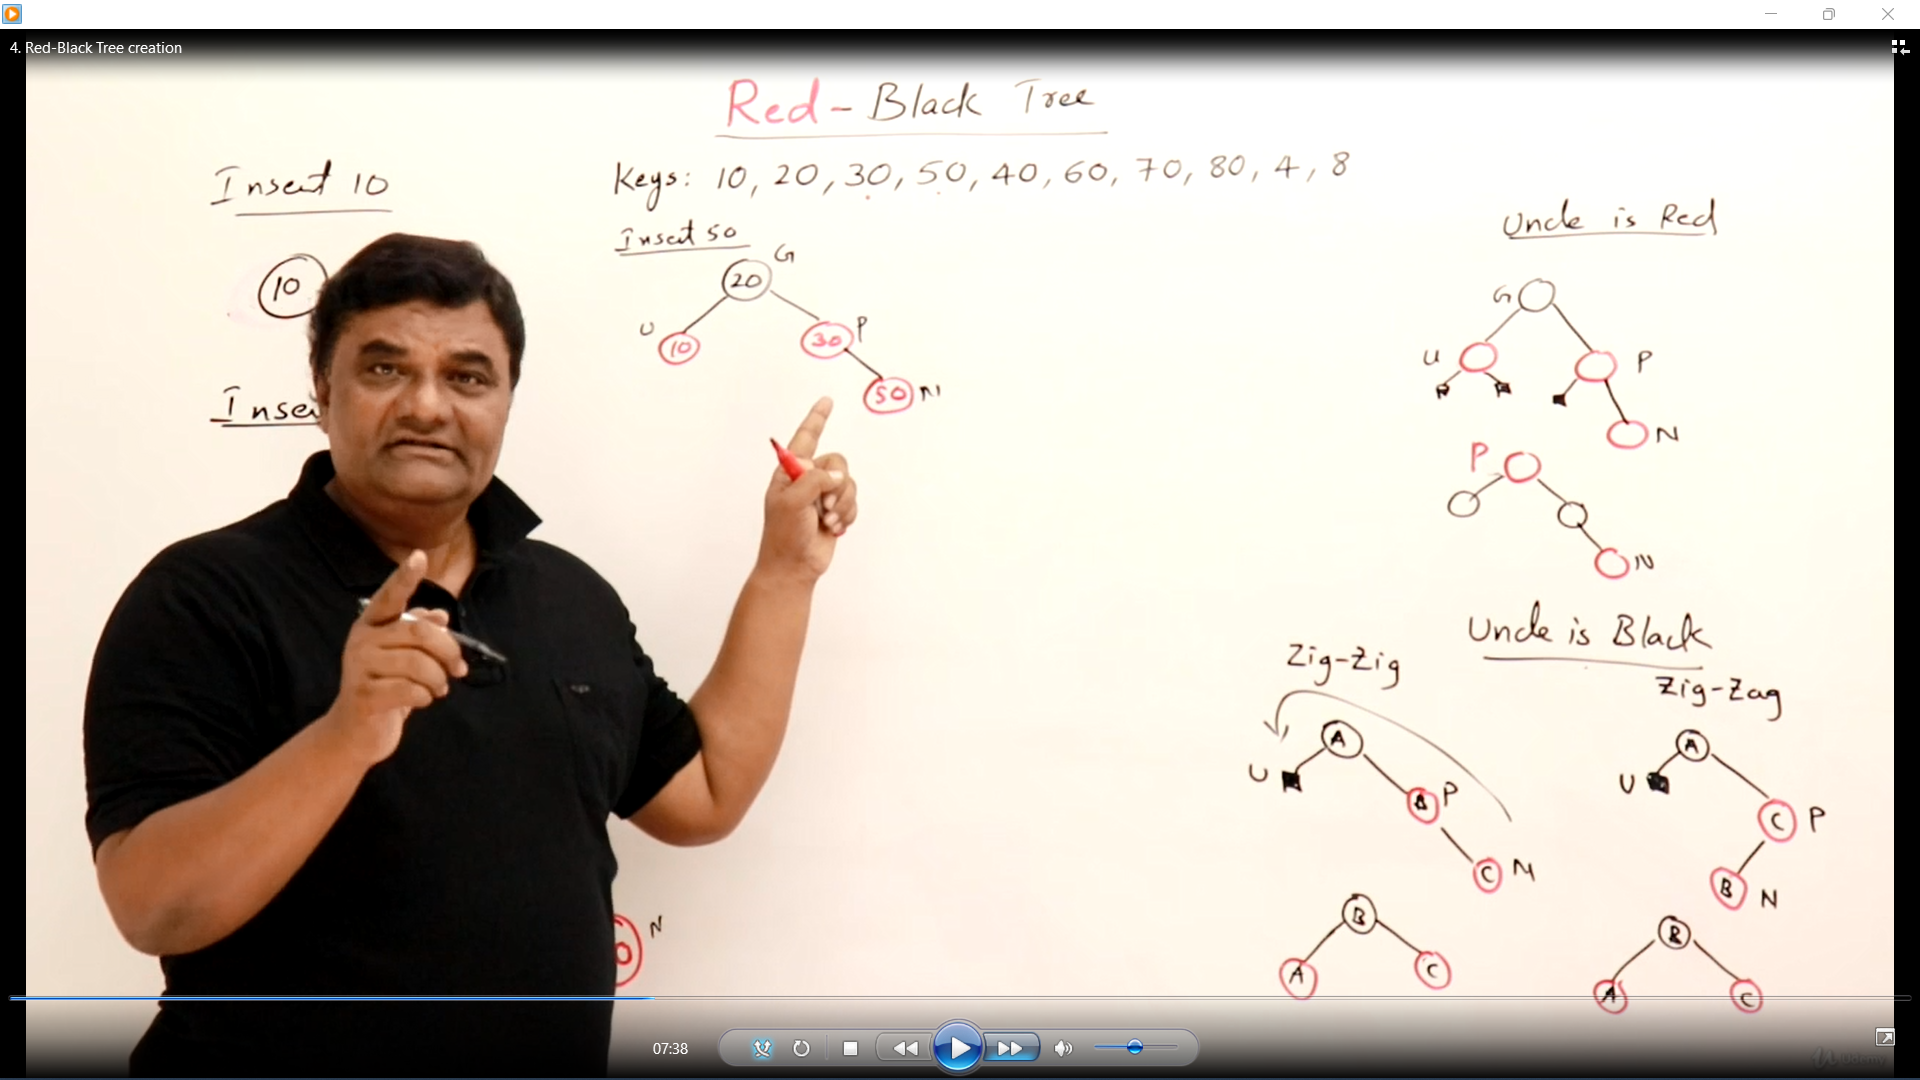 4. Red-Black Tree creation
Red - Black Tree
Insert 10
Keys: 10, 20, 30, 50, 40, 60, 70, 80, 4, 8
Insert 50
10
20 G
U 10
30 P
50 N
Uncle is Red
G
U P
N
P
N
Uncle is Black
Zig-Zig
Zig-Zag
A
U P
C N
B
A C
A
U C P
B N
B
A C
N
07:38